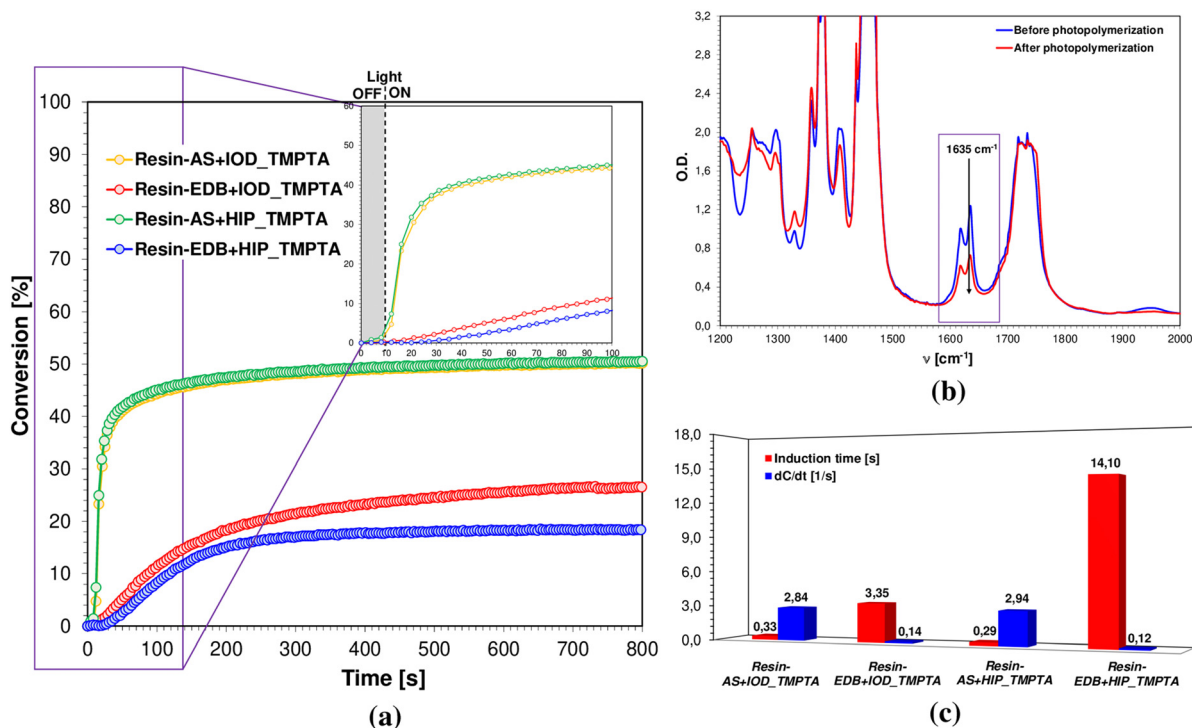 Light
OFF ON
Conversion [%]
100
90
80
70
60
50
40
30
20
10
0
Resin-AS+IOD_TMPTA
Resin-EDB+IOD_TMPTA
Resin-AS+HIP_TMPTA
Resin-EDB+HIP_TMPTA
60
50
40
30
20
10
0
0 10 20 30 40 50 60 70 80 90 100
0 100 200 300 400 500 600 700 800
Time [s]
(a)
O.D.
3,2
2,8
2,4
2,0
1,6
1,2
0,8
0,4
0,0
Before photopolymerization
After photopolymerization
1635 cm-1
1200 1300 1400 1500 1600 1700 1800 1900 2000
ν [cm-1]
(b)
18,0
15,0
12,0
9,0
6,0
3,0
0,0
Induction time [s]
dC/dt [1/s]
0,33 2,84 3,35 0,14 0,29 2,94 14,10 0,12
Resin- Resin- Resin- Resin-
AS+IOD_TMPTA EDB+IOD_TMPTA AS+HIP_TMPTA EDB+HIP_TMPTA
(c)